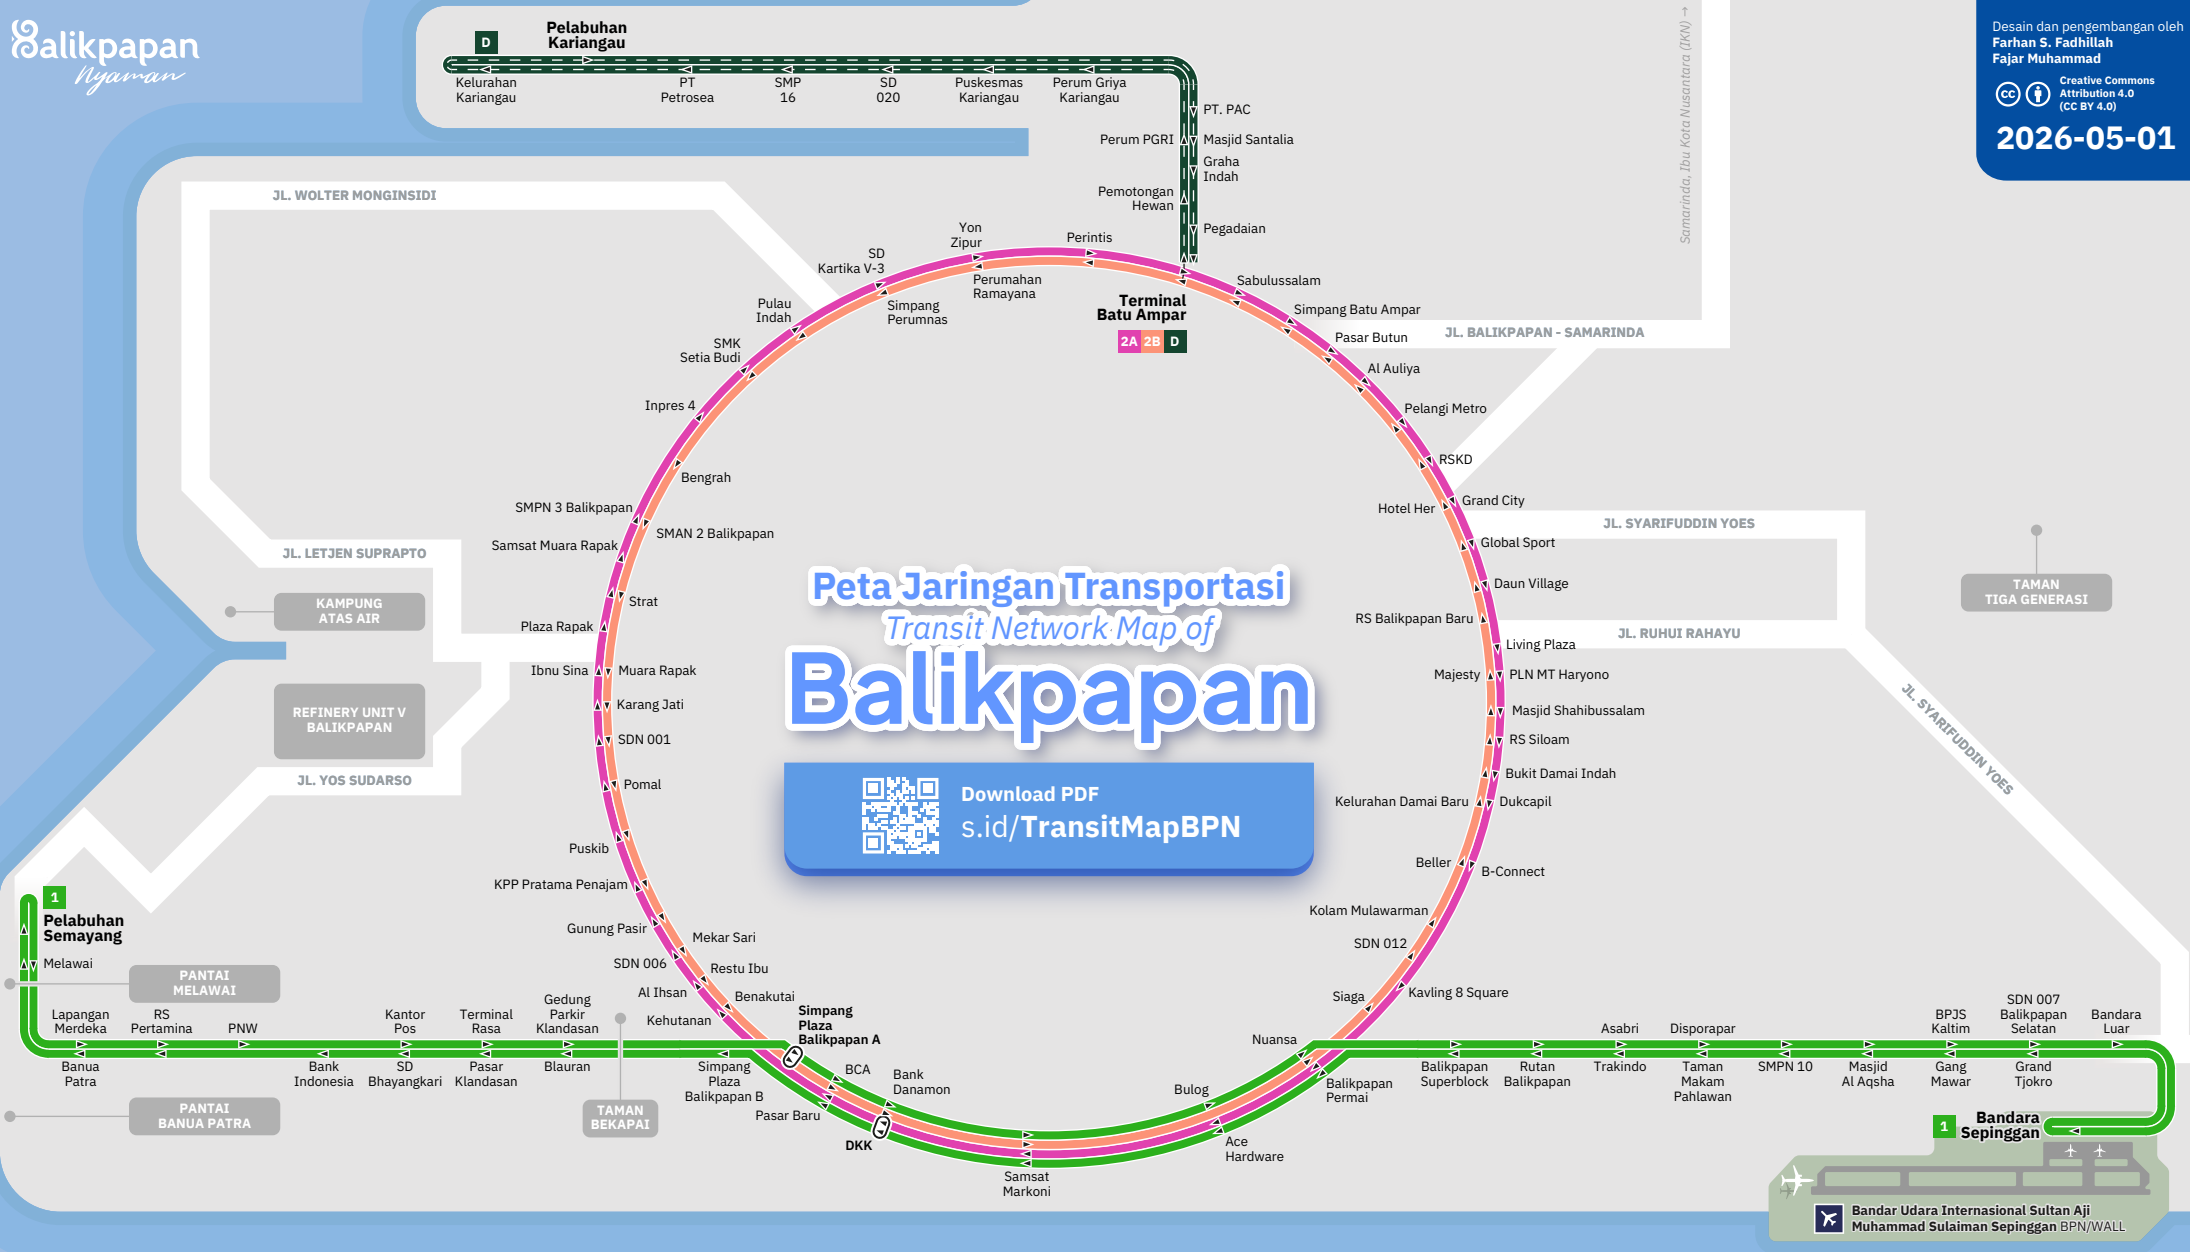 Balikpapan
Nyaman
D
Pelabuhan
Kariangau
Kelurahan
Kariangau
PT
Petrosea
SMP
16
SD
020
Puskesmas
Kariangau
Perum Griya
Kariangau
PT. PAC
Perum PGRI
Masjid Santalia
Graha
Indah
Pemotongan
Hewan
Pegadaian
Samarinda, Ibu Kota Nusantara (IKN) →
Desain dan pengembangan oleh
Farhan S. Fadhillah
Fajar Muhammad
cc
Creative Commons
Attribution 4.0
(CC BY 4.0)
2026-05-01
JL. WOLTER MONGINSIDI
Yon
Zipur
Perintis
SD
Kartika V-3
Perumahan
Ramayana
Simpang
Perumnas
Pulau
Indah
SMK
Setia Budi
Inpres 4
Bengrah
SMPN 3 Balikpapan
SMAN 2 Balikpapan
Samsat Muara Rapak
Strat
Plaza Rapak
Ibnu Sina
Muara Rapak
Karang Jati
SDN 001
Pomal
Puskib
KPP Pratama Penajam
Gunung Pasir
Mekar Sari
SDN 006
Restu Ibu
Al Ihsan
Benakutai
Kehutanan
Terminal
Batu Ampar
2A 2B D
Sabulussalam
Simpang Batu Ampar
Pasar Butun
JL. BALIKPAPAN - SAMARINDA
Al Auliya
Pelangi Metro
RSKD
Grand City
Hotel Her
JL. SYARIFUDDIN YOES
Global Sport
Daun Village
RS Balikpapan Baru
JL. RUHUI RAHAYU
Living Plaza
Majesty
PLN MT Haryono
Masjid Shahibussalam
RS Siloam
Bukit Damai Indah
Kelurahan Damai Baru
Dukcapil
Beller
B-Connect
Kolam Mulawarman
SDN 012
Siaga
Kavling 8 Square
Nuansa
JL. SYARIFUDDIN YOES
TAMAN
TIGA GENERASI
JL. LETJEN SUPRAPTO
KAMPUNG
ATAS AIR
REFINERY UNIT V
BALIKPAPAN
JL. YOS SUDARSO
Peta Jaringan Transportasi
Transit Network Map of
Balikpapan
Download PDF
s.id/TransitMapBPN
1
Pelabuhan
Semayang
Melawai
PANTAI
MELAWAI
Lapangan
Merdeka
RS
Pertamina
PNW
Kantor
Pos
Terminal
Rasa
Gedung
Parkir
Klandasan
Simpang
Plaza
Balikpapan A
Banua
Patra
Bank
Indonesia
SD
Bhayangkari
Pasar
Klandasan
Blauran
Simpang
Plaza
Balikpapan B
PANTAI
BANUA PATRA
TAMAN
BEKAPAI
BCA
Bank
Danamon
Pasar Baru
DKK
Samsat
Markoni
Bulog
Ace
Hardware
Balikpapan
Permai
Asabri
Disporapar
BPJS
Kaltim
SDN 007
Balikpapan
Selatan
Bandara
Luar
Balikpapan
Superblock
Rutan
Balikpapan
Trakindo
Taman
Makam
Pahlawan
SMPN 10
Masjid
Al Aqsha
Gang
Mawar
Grand
Tjokro
1
Bandara
Sepinggan
Bandar Udara Internasional Sultan Aji
Muhammad Sulaiman Sepinggan BPN/WALL